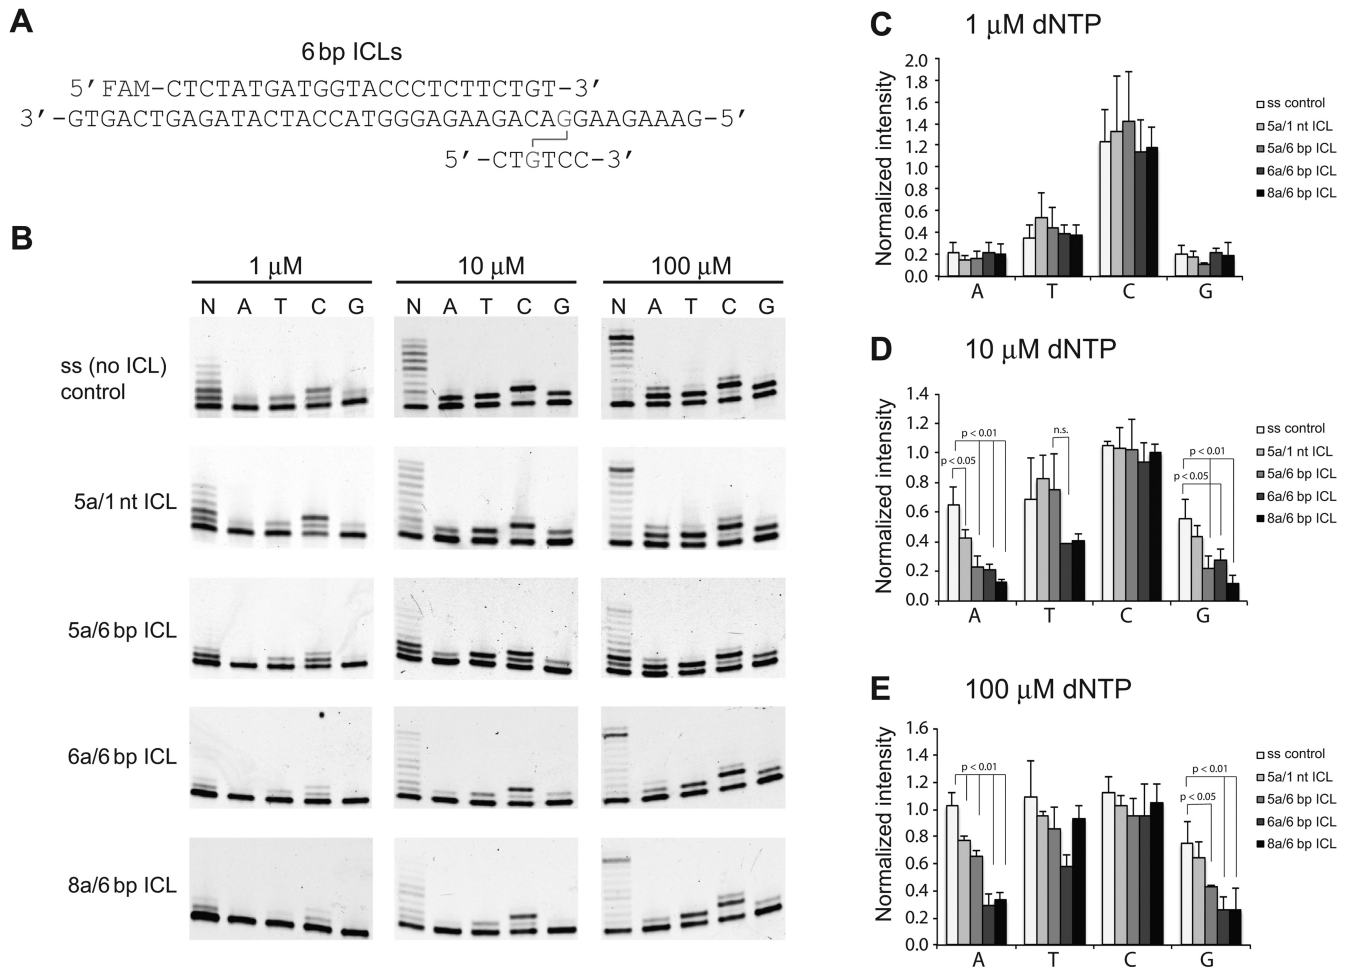 A
6 bp ICLs
5′ FAM-CTCTATGATGGTACCCTCTTCTGT-3′
3′-GTGACTGAGATACTACCATGGGAGAAGACAGGAAGAAAG-5′
5′-CTGTCC-3′
B
1 µM 10 µM 100 µM
N A T C G N A T C G N A T C G
ss (no ICL)
control
5a/1 nt ICL
5a/6 bp ICL
6a/6 bp ICL
8a/6 bp ICL
C 1 µM dNTP
Normalized intensity
2.0
1.8
1.6
1.4
1.2
1.0
0.8
0.6
0.4
0.2
0.0
A T C G
ss control
5a/1 nt ICL
5a/6 bp ICL
6a/6 bp ICL
8a/6 bp ICL
D 10 µM dNTP
Normalized intensity
1.4
1.2
1.0
0.8
0.6
0.4
0.2
0.0
p < 0.01
p < 0.05
n.s.
p < 0.01
p < 0.05
A T C G
ss control
5a/1 nt ICL
5a/6 bp ICL
6a/6 bp ICL
8a/6 bp ICL
E 100 µM dNTP
Normalized intensity
1.6
1.4
1.2
1.0
0.8
0.6
0.4
0.2
0.0
p < 0.01
p < 0.01
p < 0.05
A T C G
ss control
5a/1 nt ICL
5a/6 bp ICL
6a/6 bp ICL
8a/6 bp ICL